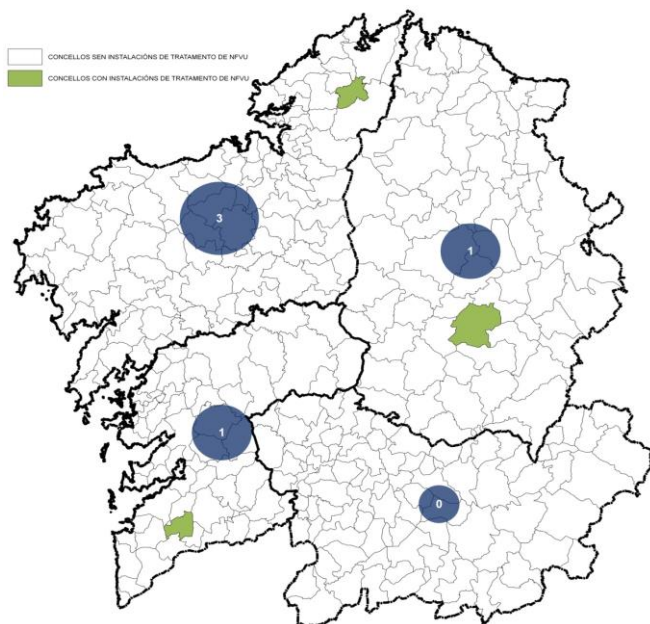 CONCELLOS SEN INSTALACIÓNS DE TRATAMENTO DE NFVU
CONCELLOS CON INSTALACIÓNS DE TRATAMENTO DE NFVU
3
1
1
0